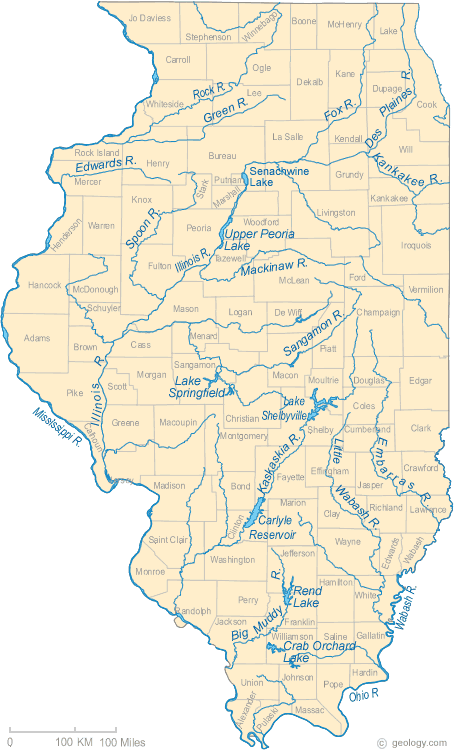 Jo Daviess
Stephenson
Winnebago
Boone
McHenry
Lake
Carroll
Ogle
Dekalb
Kane
Dupage
Cook
Rock R.
Lee
Whiteside
Green R.
Fox R.
Des Plaines R.
La Salle
Kendall
Will
Rock Island
Edwards R.
Henry
Bureau
Putnam
Senachwine
Lake
Grundy
Kankakee R.
Mercer
Stark
Marshall
Kankakee
Knox
Spoon R.
Peoria
Woodford
Livingston
Henderson
Warren
Upper Peoria
Lake
Iroquois
Fulton
Illinois R.
Tazewell
Mackinaw R.
McLean
Ford
Hancock
McDonough
Vermilion
Schuyler
Mason
Logan
De Witt
Champaign
Adams
Brown
Cass
Menard
Sangamon R.
Piatt
Illinois R.
Morgan
Sangamon
Macon
Moultrie
Douglas
Edgar
Pike
Scott
Lake
Springfield
Lake
Shelbyville
Coles
Mississippi R.
Calhoun
Greene
Macoupin
Christian
Shelby
Cumberland
Clark
Montgomery
Kaskaskia R.
Little Wabash R.
Embarras R.
Effingham
Crawford
Madison
Bond
Fayette
Jasper
Clinton
Marion
Clay
Richland
Lawrence
Carlyle
Reservoir
Saint Clair
Wayne
Edwards
Wabash
Washington
Jefferson
Monroe
Hamilton
White
Wabash R.
Randolph
Perry
Rend
Lake
Big Muddy R.
Jackson
Franklin
Williamson
Saline
Gallatin
Crab Orchard
Lake
Union
Johnson
Pope
Hardin
Ohio R
Alexander
Pulaski
Massac
0 100 KM 100 Miles
© geology.com